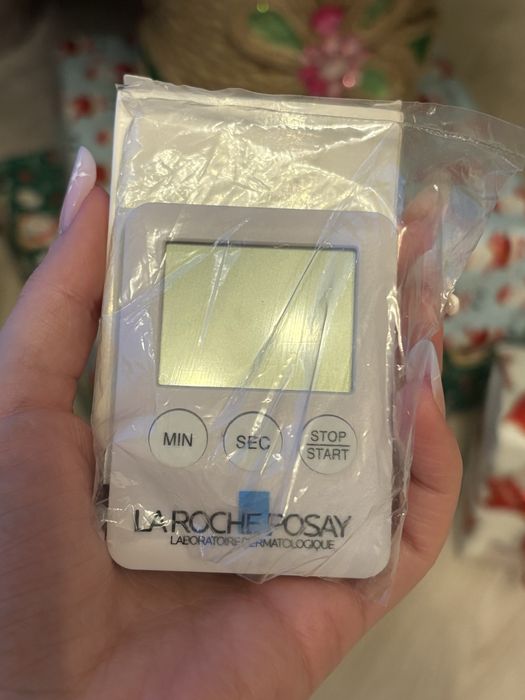 MIN SEC STOP
START
LA ROCHE POSAY
LABORATOIRE DERMATOLOGIQUE